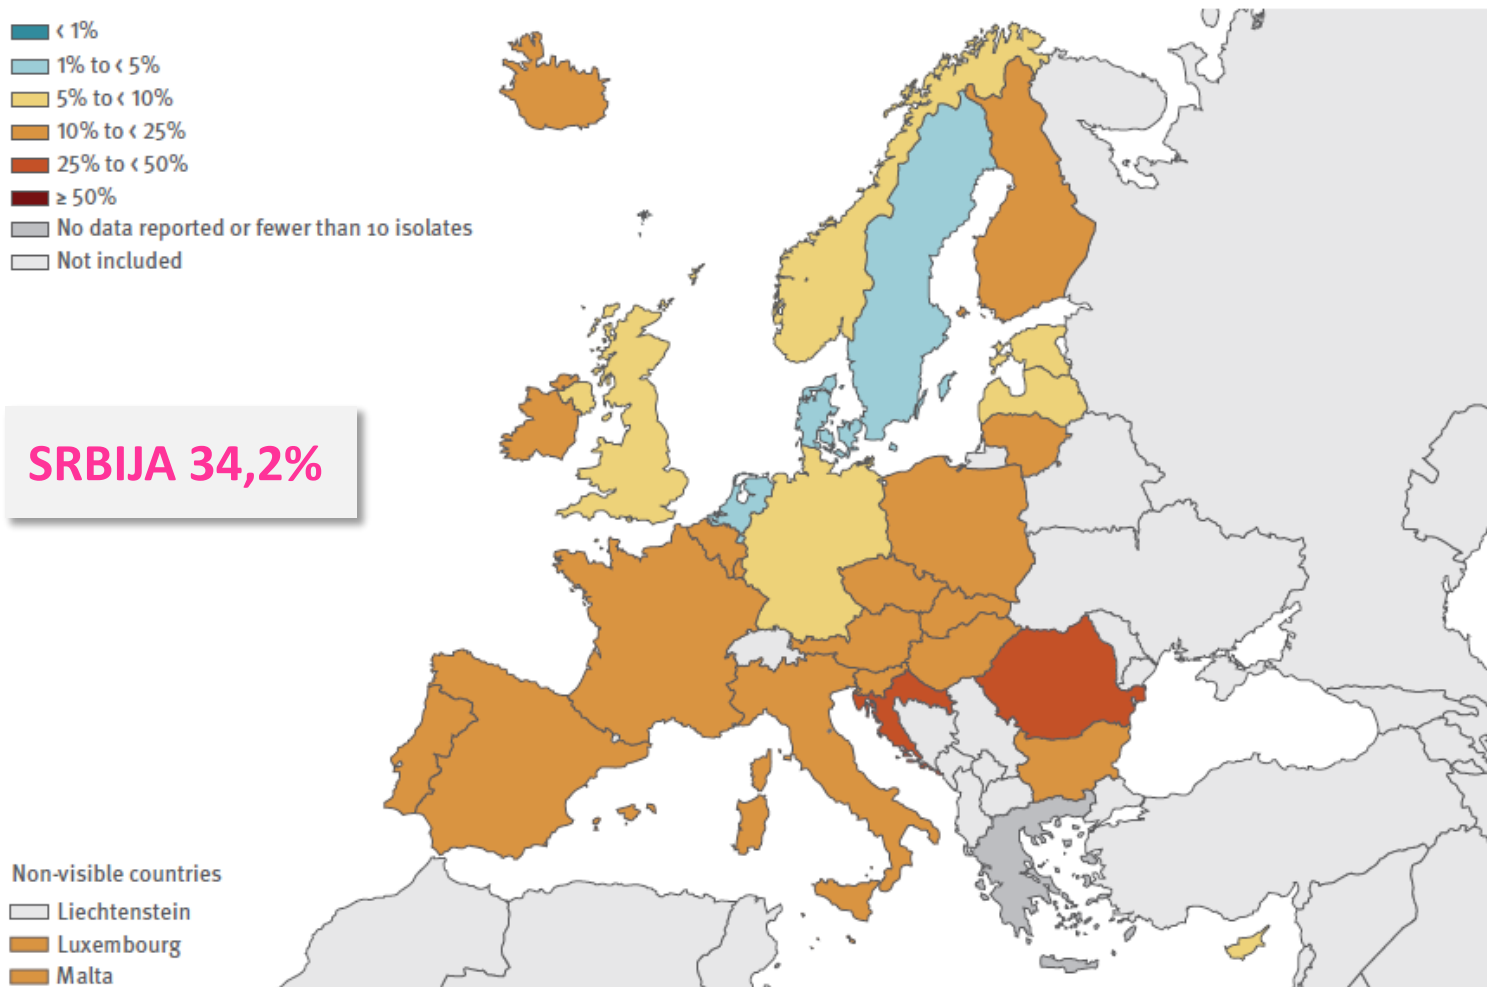 < 1%
1% to < 5%
5% to < 10%
10% to < 25%
25% to < 50%
≥ 50%
No data reported or fewer than 10 isolates
Not included
SRBIJA 34,2%
Non-visible countries
Liechtenstein
Luxembourg
Malta